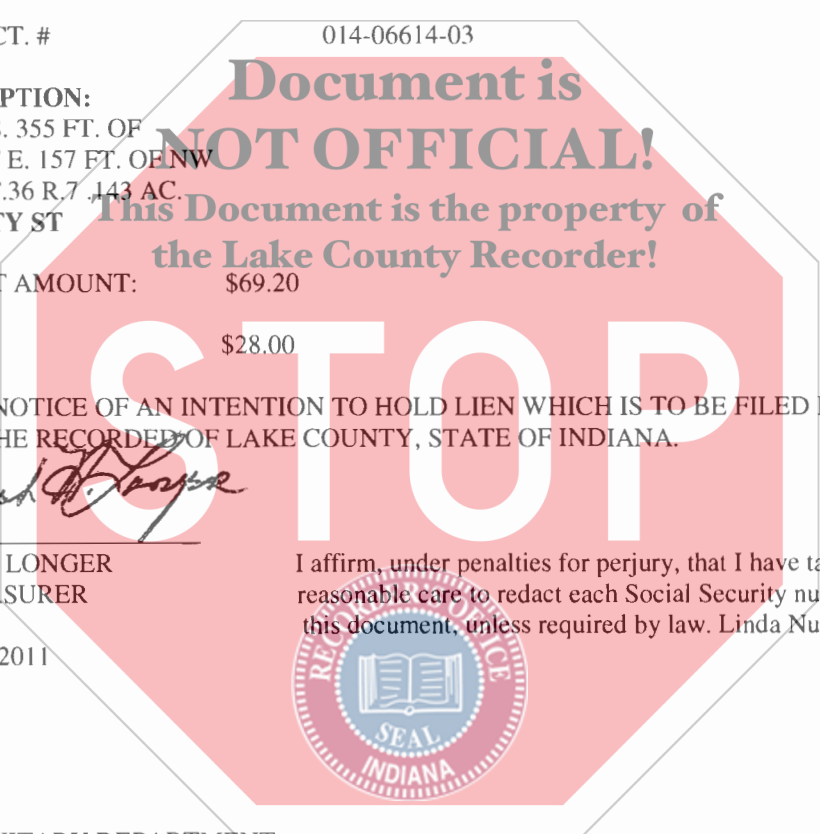 CT. # 014-06614-03
Document is
PTION:
. 355 FT. OF
NOT OFFICIAL!
E. 157 FT. OF NW
.36 R.7 .143 AC.
This Document is the property of
TY ST
the Lake County Recorder!
T AMOUNT: $69.20
$28.00
STOP
NOTICE OF AN INTENTION TO HOLD LIEN WHICH IS TO BE FILED
HE RECORDED OF LAKE COUNTY, STATE OF INDIANA.
LONGER
I affirm, under penalties for perjury, that I have ta
ASURER
reasonable care to redact each Social Security nu
this document, unless required by law. Linda Nu
2011
RECORDER'S OFFICE
SEAL
INDIANA